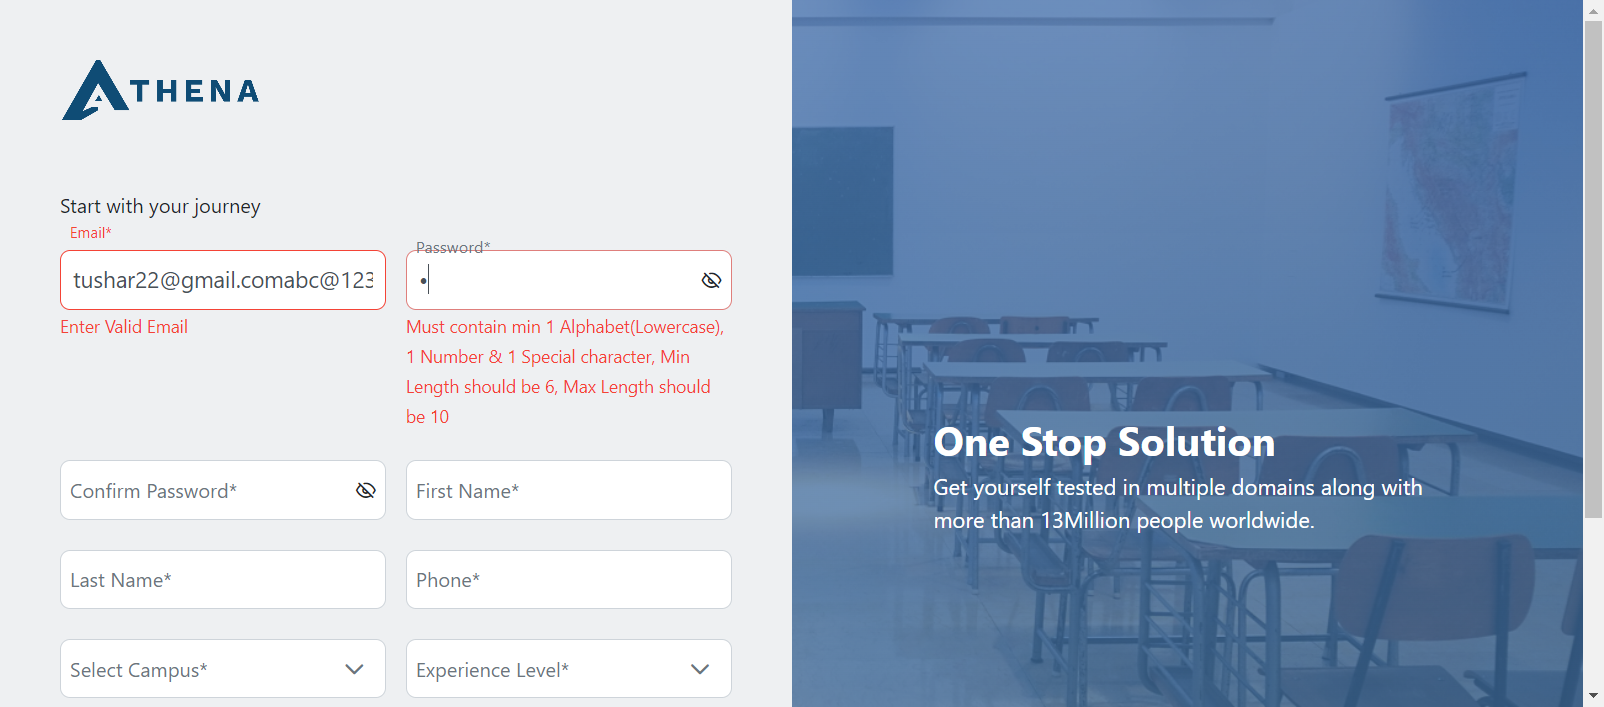 ATHENA
Start with your journey
Email*
Password*
tushar22@gmail.comabc@123
•
Enter Valid Email
Must contain min 1 Alphabet(Lowercase),
1 Number & 1 Special character, Min
Length should be 6, Max Length should
be 10
Confirm Password*
First Name*
Last Name*
Phone*
Select Campus*
Experience Level*
One Stop Solution
Get yourself tested in multiple domains along with
more than 13Million people worldwide.